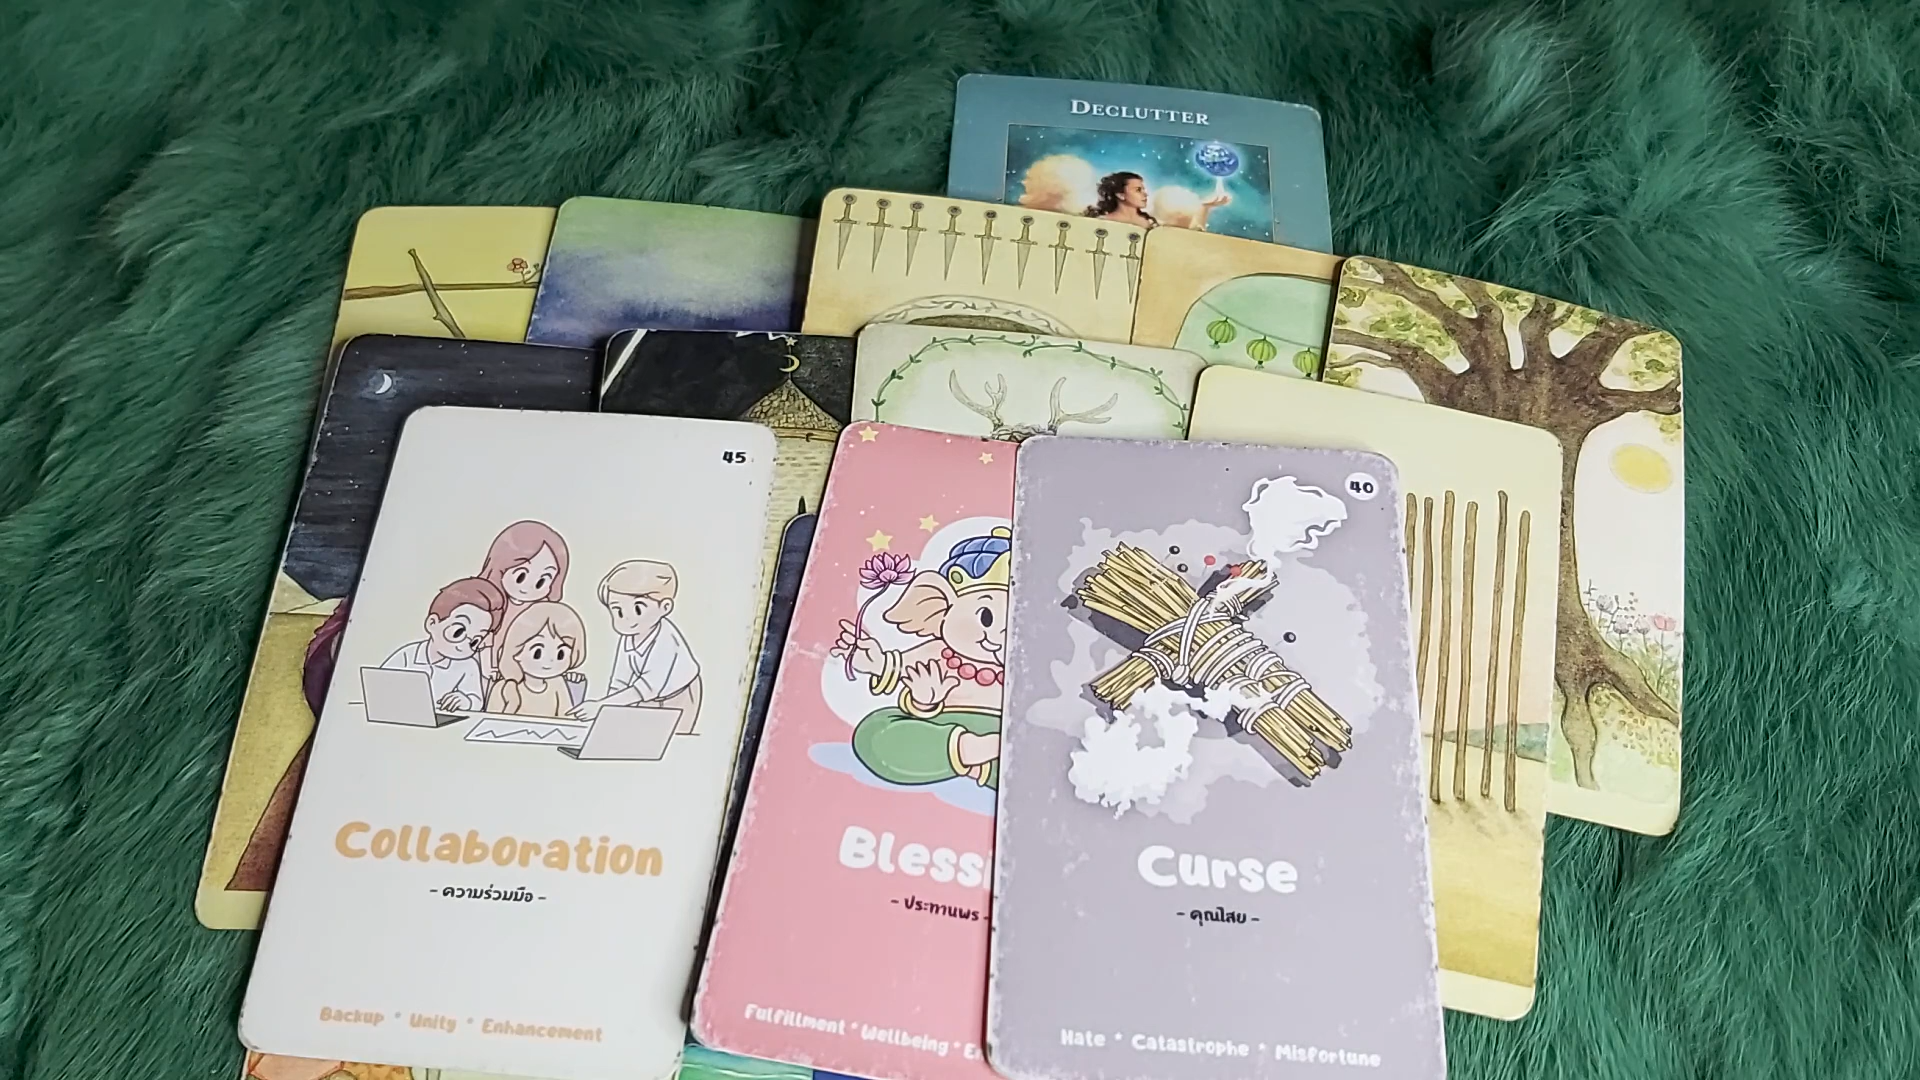 DECLUTTER
45
Collaboration
- ความร่วมมือ -
Backup * Unity * Enhancement
Blessi
- ประทานพร -
Fulfillment * Wellbeing * E
40
Curse
- คุณไสย -
Hate * Catastrophe * Misfortune